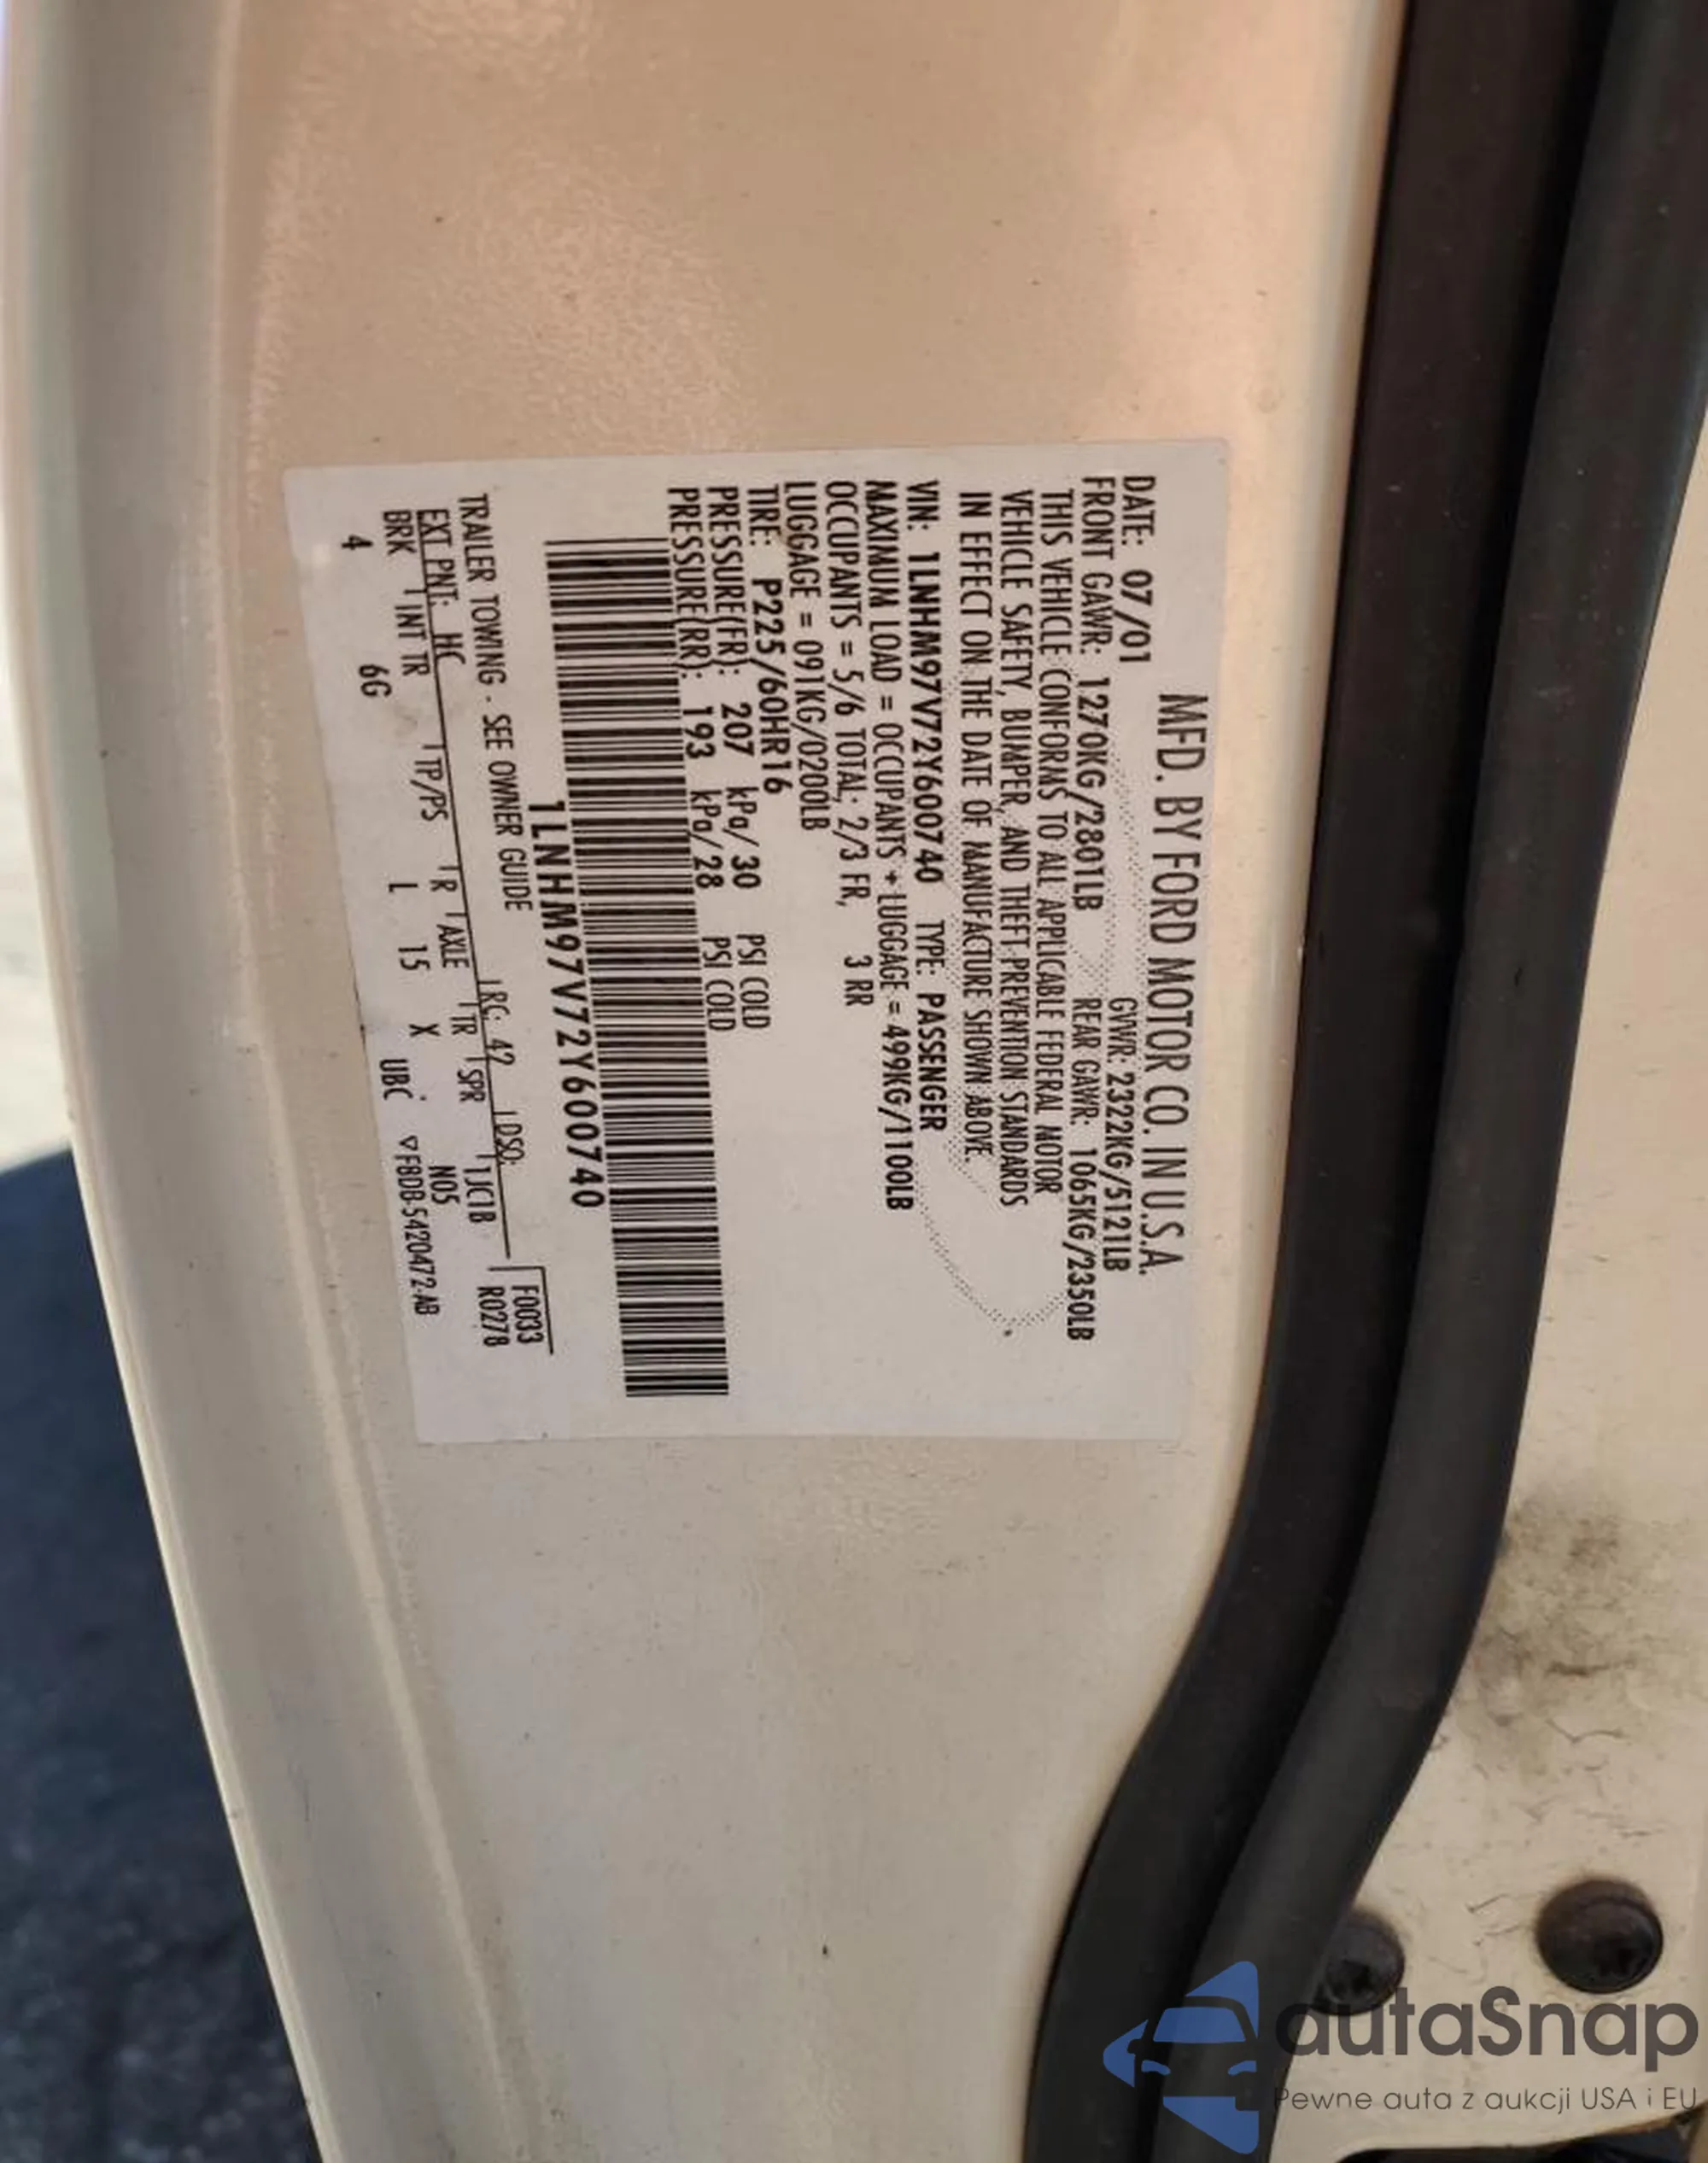 MFD. BY FORD MOTOR CO. IN U.S.A.
DATE: 07/01 GVWR: 2322KG/5121LB
FRONT GAWR: 1270KG/2801LB REAR GAWR: 1065KG/2350LB
THIS VEHICLE CONFORMS TO ALL APPLICABLE FEDERAL MOTOR
VEHICLE SAFETY, BUMPER, AND THEFT PREVENTION STANDARDS
IN EFFECT ON THE DATE OF MANUFACTURE SHOWN ABOVE.
VIN: 1LNHM97V72Y600740 TYPE: PASSENGER
MAXIMUM LOAD = OCCUPANTS + LUGGAGE = 499KG/1100LB
OCCUPANTS = 5/6 TOTAL; 2/3 FR, 3 RR
LUGGAGE = 091KG/0200LB
TIRE: P225/60HR16
PRESSURE(FR): 207 kPa/30 PSI COLD
PRESSURE(RR): 193 kPa/28 PSI COLD
1LNHM97V72Y600740
TRAILER TOWING - SEE OWNER GUIDE
F0033
R0278
EXT PNT: HC RC: 42 DSO:
BRK INT TR TP/PS R AXLE TR SPR 1JC1B
4 6G L 15 X UBC N05
▽F8DB-5420472-AB
autaSnap
Pewne auta z aukcji USA i EU